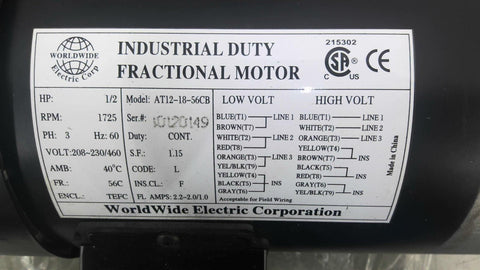 WORLDWIDE
Electric Corp
INDUSTRIAL DUTY
FRACTIONAL MOTOR
215302
CSA
C US
CE
HP: 1/2
RPM: 1725
PH: 3 Hz: 60
VOLT:208-230/460
AMB: 40°C
FR.: 56C
ENCL.: TEFC
Model: AT12-18-56CB
Ser.#: 10120149
Duty: CONT.
S.F.: 1.15
CODE: L
INS.CL.: F
FL AMPS: 2.2-2.0/1.0
LOW VOLT
BLUE(T1) LINE 1
BROWN(T7)
WHITE(T2) LINE 2
RED(T8)
ORANGE(T3) LINE 3
YEL/BLK(T9)
YELLOW(T4)
BLACK(T5) INS
GRAY(T6)
HIGH VOLT
BLUE(T1) LINE 1
WHITE(T2) LINE 2
ORANGE(T3) LINE 3
YELLOW(T4) INS
BROWN(T7)
BLACK(T5) INS
RED(T8)
GRAY(T6) INS
YEL/BLK(T9)
Acceptable for Field Wiring
Made in China
WorldWide Electric Corporation